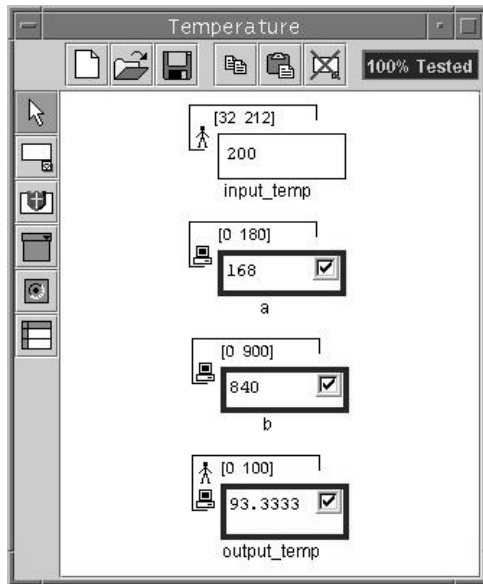 Temperature
100% Tested
[32 212]
200
input_temp
[0 180]
168
a
[0 900]
840
b
[0 100]
93.3333
output_temp